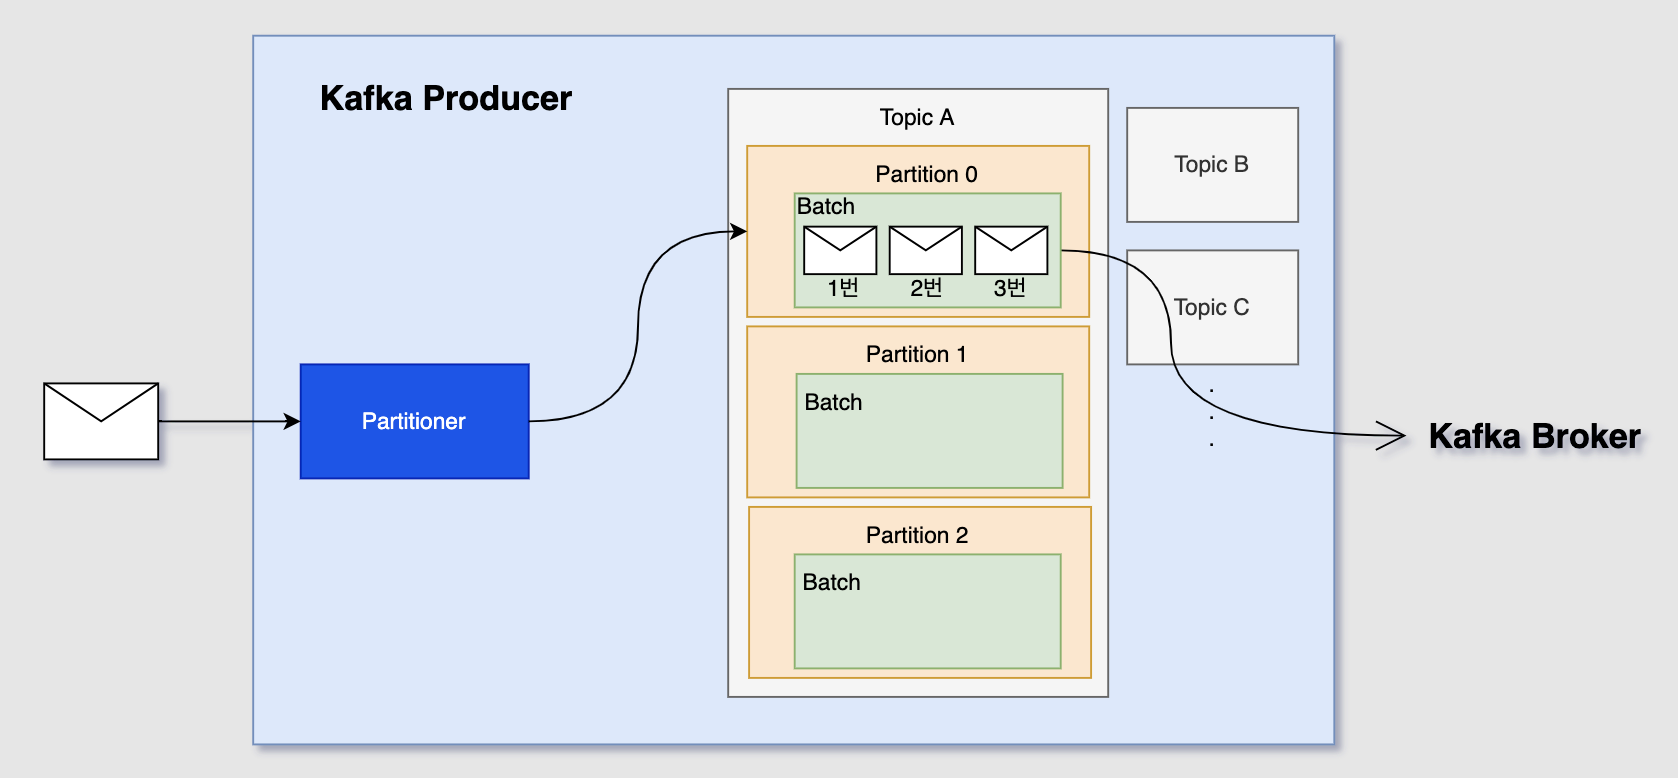 Kafka Producer
Topic A
Partition 0
Batch
1번 2번 3번
Partition 1
Batch
Partition 2
Batch
Topic B
Topic C
.
.
.
Partitioner
Kafka Broker